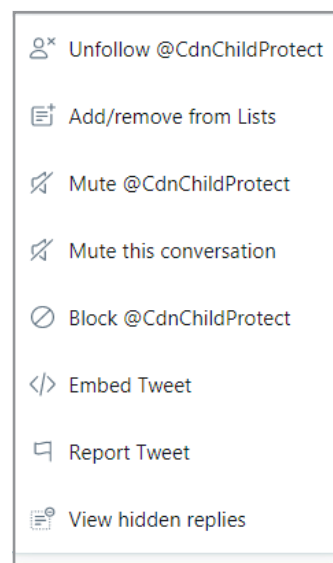 Unfollow @CdnChildProtect
Add/remove from Lists
Mute @CdnChildProtect
Mute this conversation
Block @CdnChildProtect
Embed Tweet
Report Tweet
View hidden replies